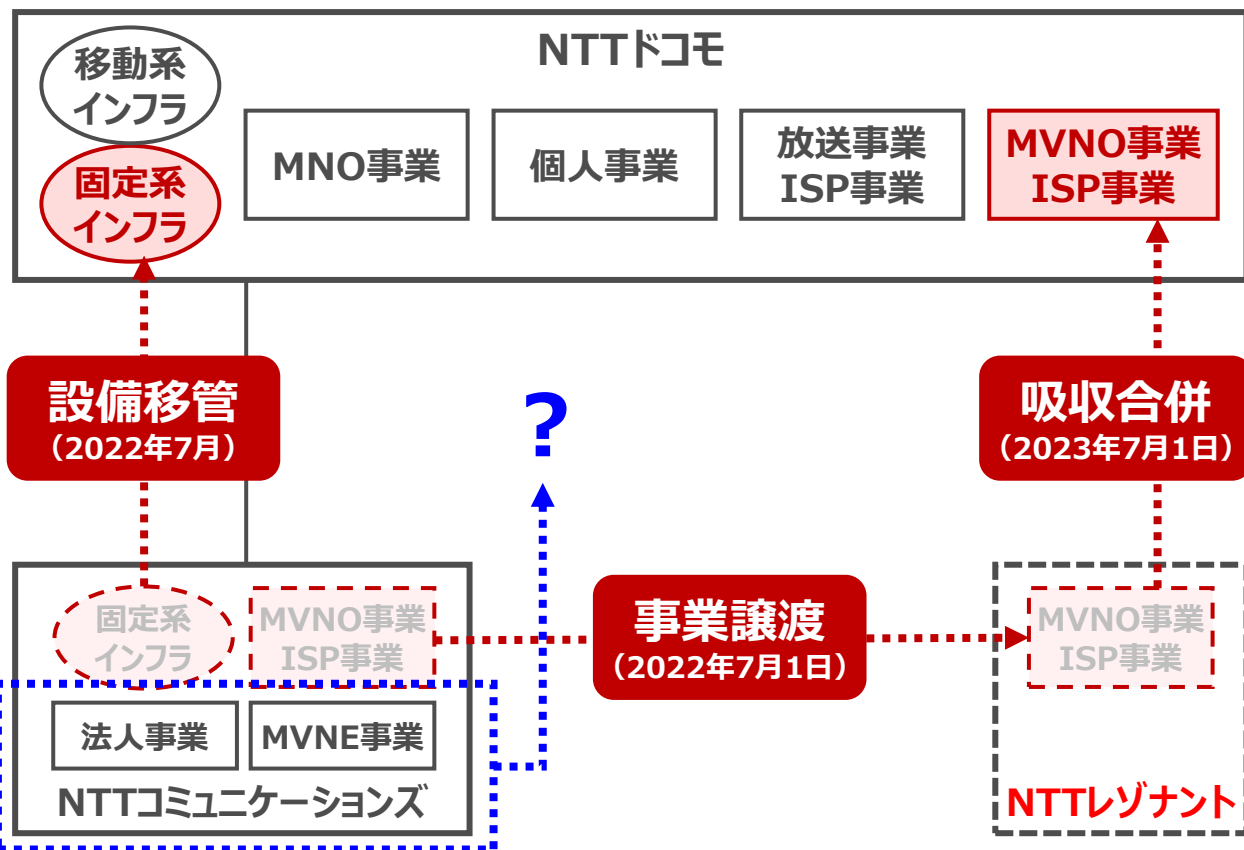 NTTドコモ
移動系
インフラ
固定系
インフラ
MNO事業
個人事業
放送事業
ISP事業
MVNO事業
ISP事業
設備移管
（2022年7月）
?
吸収合併
（2023年7月1日）
固定系
インフラ
MVNO事業
ISP事業
事業譲渡
（2022年7月1日）
MVNO事業
ISP事業
法人事業
MVNE事業
NTTコミュニケーションズ
NTTレゾナント